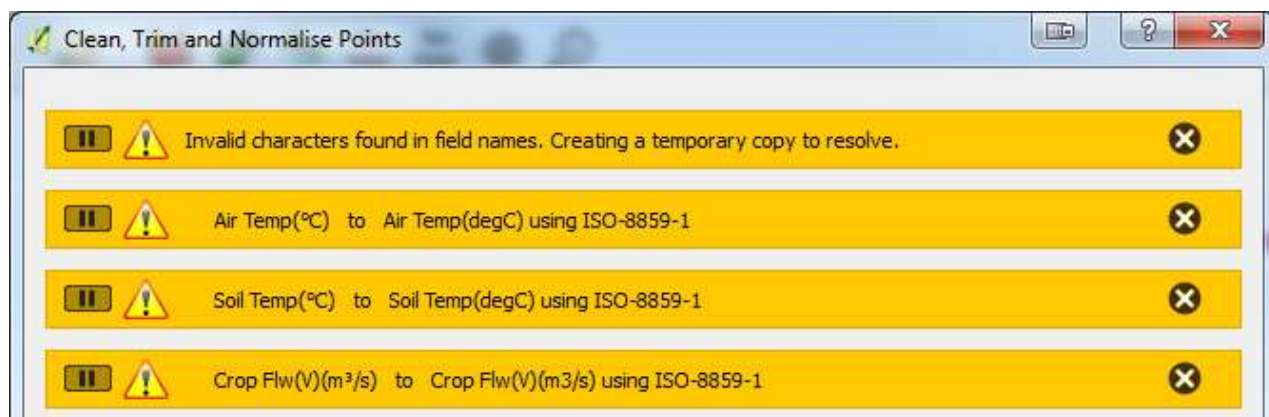 Clean, Trim and Normalise Points
Invalid characters found in field names. Creating a temporary copy to resolve.
Air Temp(°C) to Air Temp(degC) using ISO-8859-1
Soil Temp(°C) to Soil Temp(degC) using ISO-8859-1
Crop Flw(V)(m³/s) to Crop Flw(V)(m3/s) using ISO-8859-1